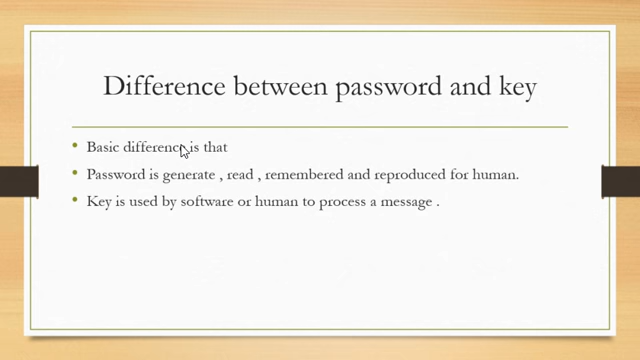 Difference between password and key
Basic difference is that
Password is generate , read , remembered and reproduced for human.
Key is used by software or human to process a message .